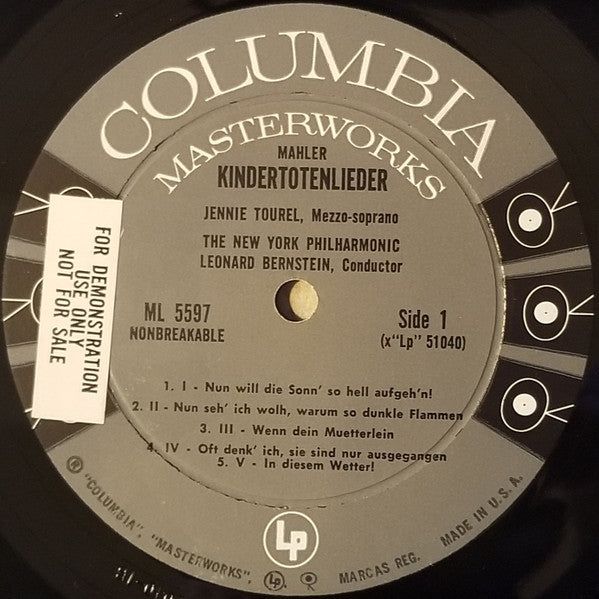 COLUMBIA
MASTERWORKS
MAHLER
KINDERTOTENLIEDER
JENNIE TOUREL, Mezzo-soprano
THE NEW YORK PHILHARMONIC
LEONARD BERNSTEIN, Conductor
ML 5597
NONBREAKABLE
Side 1
(x"Lp" 51040)
FOR DEMONSTRATION
USE ONLY
NOT FOR SALE
1. I - Nun will die Sonn' so hell aufgeh'n!
2. II - Nun seh' ich wolh, warum so dunkle Flammen
3. III - Wenn dein Muetterlein
4. IV - Oft denk' ich, sie sind nur ausgegangen
5. V - In diesem Wetter!
® "COLUMBIA", "MASTERWORKS", Lp. MARCAS REG. MADE IN U.S.A.
Lp